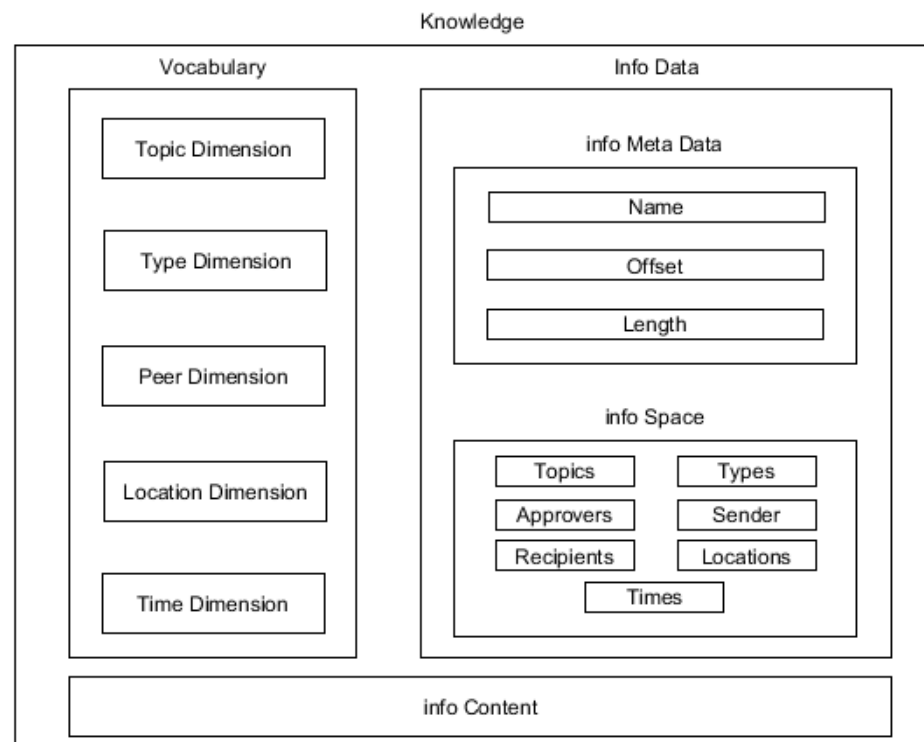 Knowledge
Vocabulary
Topic Dimension
Type Dimension
Peer Dimension
Location Dimension
Time Dimension
Info Data
info Meta Data
Name
Offset
Length
info Space
Topics
Types
Approvers
Sender
Recipients
Locations
Times
info Content